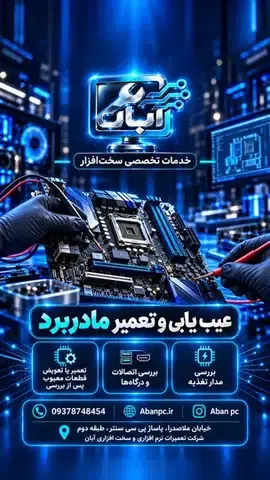 آبان
خدمات تخصصی سخت‌افزار
عیب یابی و تعمیر مادربرد
بررسی
مدار تغذیه
بررسی اتصالات
و درگاه‌ها
تعمیر یا تعویض
قطعات معیوب
پس از بررسی
Aban pc
Abanpc.ir
09378748454
خیابان ملاصدرا، پاساژ پی سی سنتر، طبقه دوم
شرکت تعمیرات نرم افزاری و سخت افزاری آبان